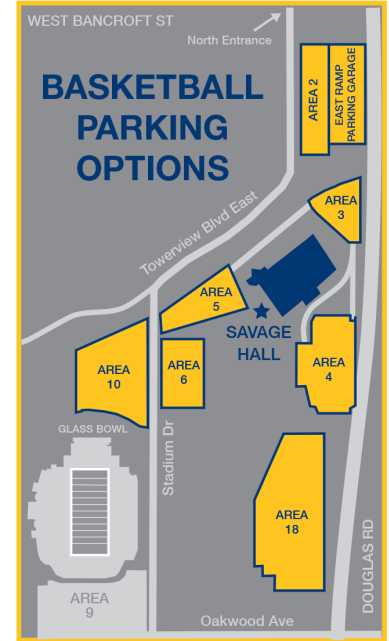 WEST BANCROFT ST
North Entrance
BASKETBALL
PARKING
OPTIONS
AREA 2
EAST RAMP
PARKING GARAGE
AREA
3
Towerview Blvd East
AREA
5
SAVAGE
HALL
AREA
10
AREA
6
AREA
4
GLASS BOWL
Stadium Dr
AREA
18
DOUGLAS RD
AREA
9
Oakwood Ave